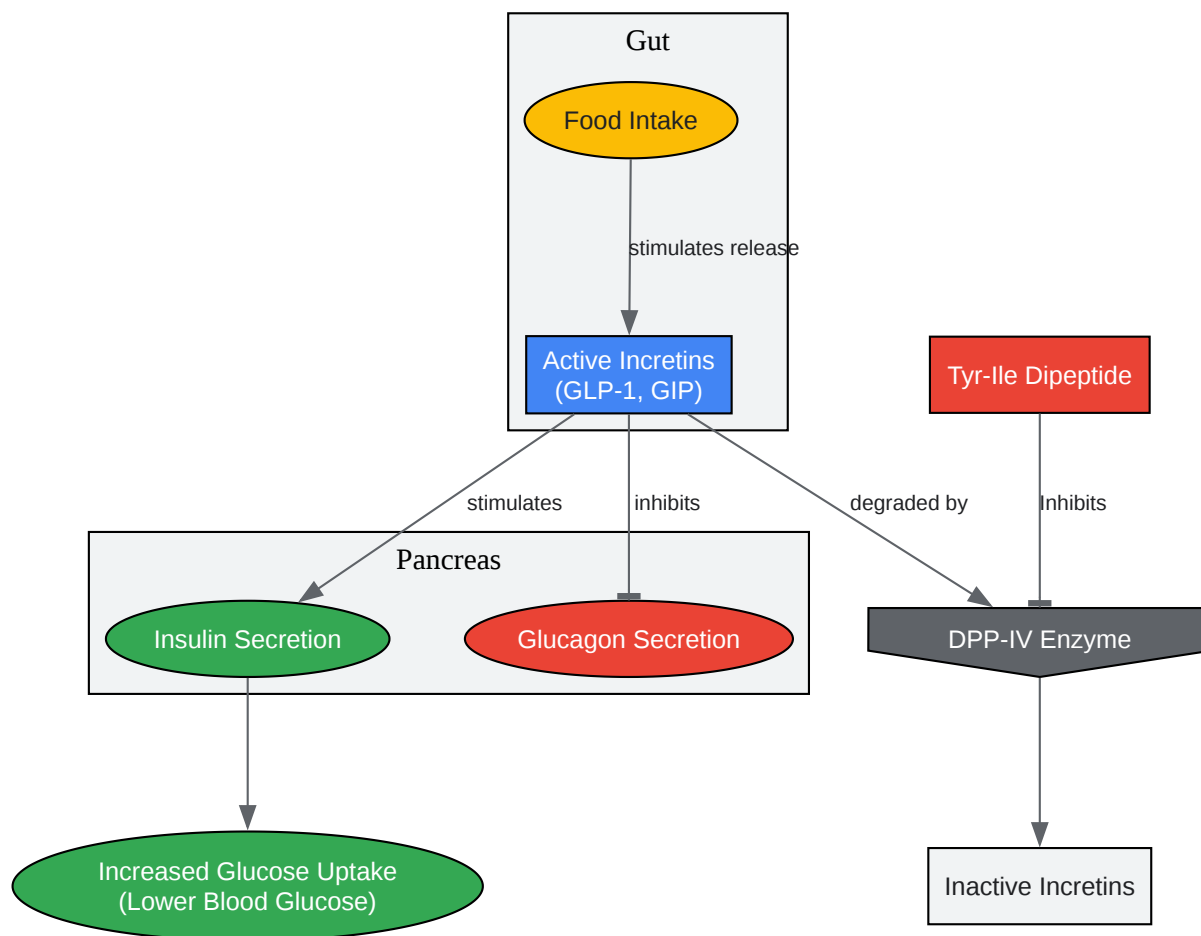 Gut
Food Intake
stimulates release
Active Incretins
(GLP-1, GIP)
Tyr-Ile Dipeptide
stimulates
inhibits
degraded by
Inhibits
Pancreas
Insulin Secretion
Glucagon Secretion
DPP-IV Enzyme
Increased Glucose Uptake
(Lower Blood Glucose)
Inactive Incretins